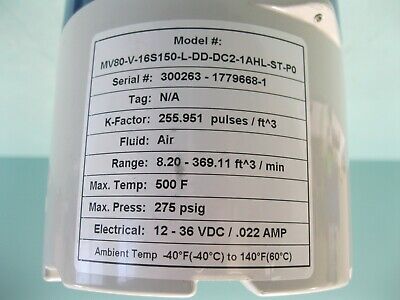 Model #:
MV80-V-16S150-L-DD-DC2-1AHL-ST-P0
Serial #: 300263 - 1779668-1
Tag: N/A
K-Factor: 255.951 pulses / ft^3
Fluid: Air
Range: 8.20 - 369.11 ft^3 / min
Max. Temp: 500 F
Max. Press: 275 psig
Electrical: 12 - 36 VDC / .022 AMP
Ambient Temp -40°F(-40°C) to 140°F(60°C)